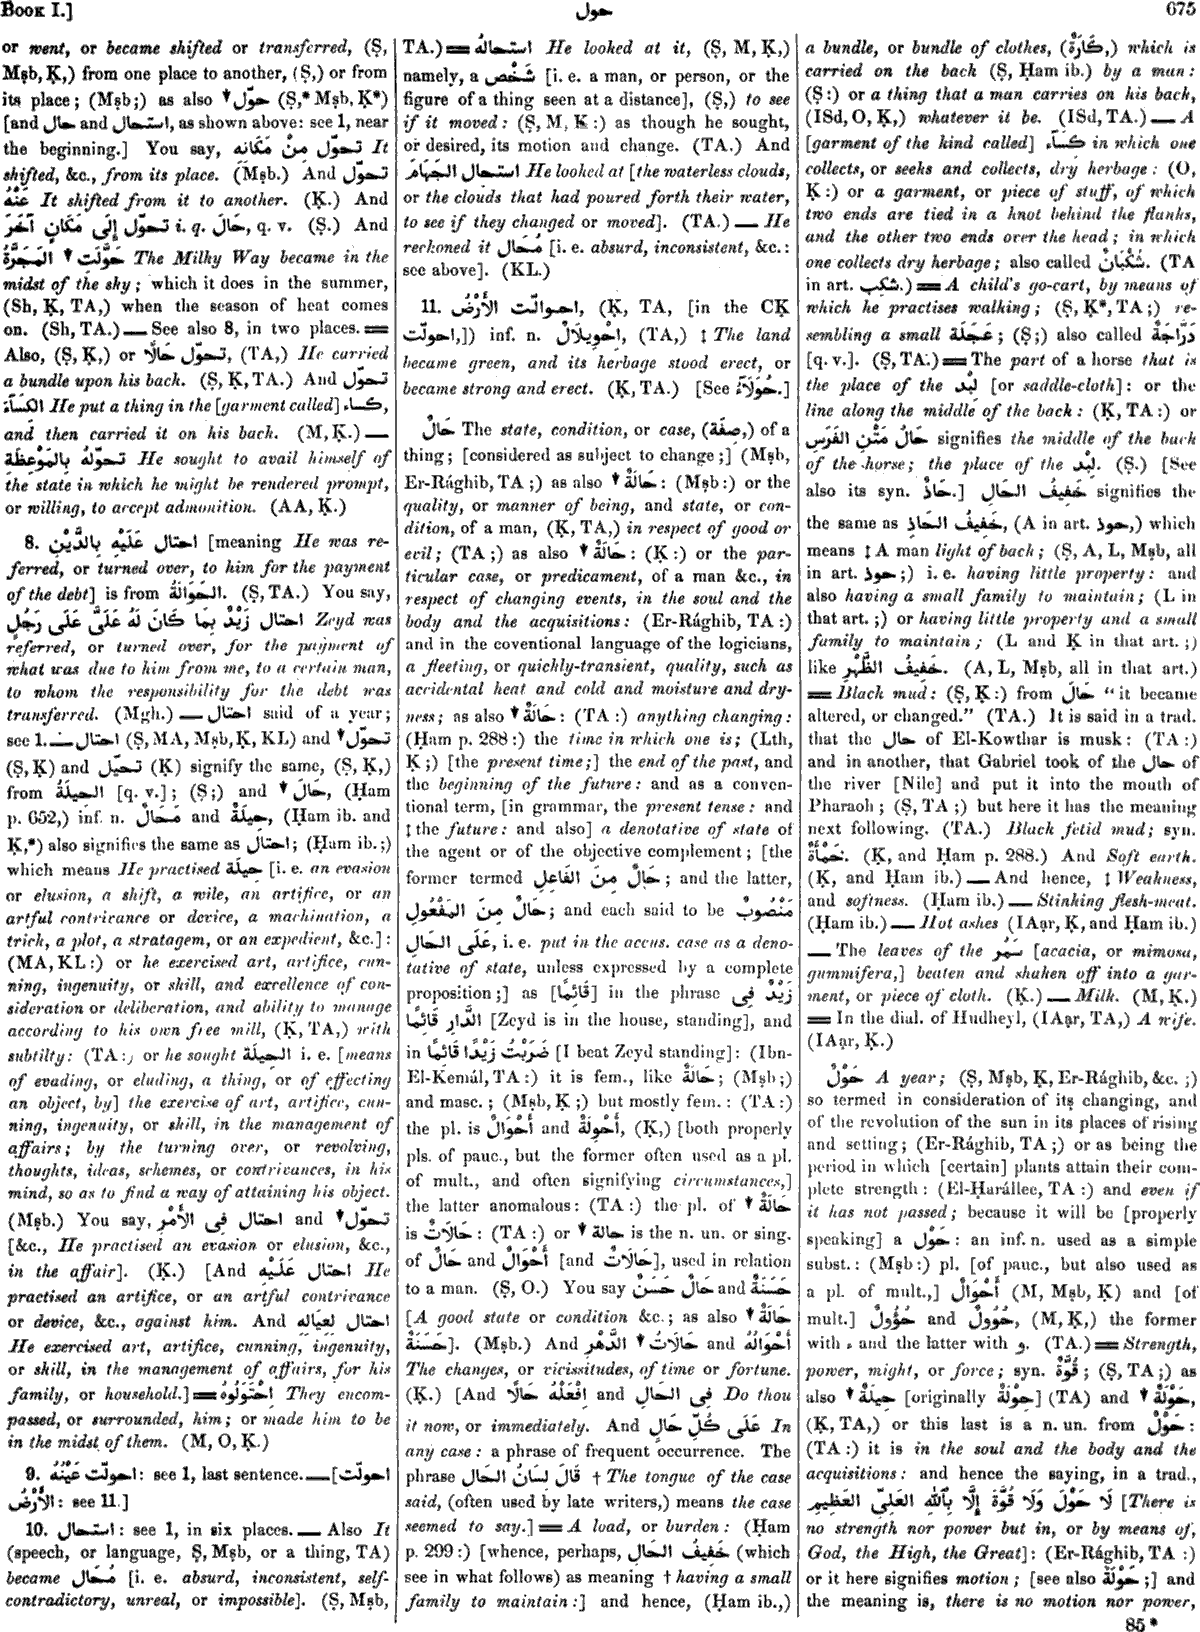 BOOK I.]
حول
675
or went, or became shifted or transferred, (Ṣ,
Mṣb, Ḳ,) from one place to another, (Ṣ,) or from
its place; (Mṣb;) as also ▼ حوّل (Ṣ,* Mṣb, Ḳ*)
[and حال and استحال, as shown above: see 1, near
the beginning.] You say, تحوّل مِنْ مَكَانِهِ It
shifted, &c., from its place. (Mṣb.) And تحوّل
عَنْهُ It shifted from it to another. (Ḳ.) And
تحوّل إِلَى مَكَانٍ آخَرَ i. q. حَالَ, q. v. (Ṣ.) And
حَوَّلَتِ ▼ المَجَرَّةُ The Milky Way became in the
midst of the sky; which it does in the summer,
(Sh, Ḳ, TA,) when the season of heat comes
on. (Sh, TA.) — See also 8, in two places. ==
Also, (Ṣ, Ḳ,) or تحوّل حَالًا, (TA,) He carried
a bundle upon his back. (Ṣ, Ḳ, TA.) And تحوّل
الكِسَآءَ He put a thing in the [garment called] كساء,
and then carried it on his back. (M, Ḳ.) —
تحوّلهُ بِالمَوْعِظَةِ He sought to avail himself of
the state in which he might be rendered prompt,
or willing, to accept admonition. (AA, Ḳ.)
8. احتال عَلَيْهِ بِالدَّيْنِ [meaning He was re-
ferred, or turned over, to him for the payment
of the debt] is from الحَوَالَةُ. (Ṣ, TA.) You say,
احتال زَيْدٌ بِمَا كَانَ لَهُ عَلَىَّ عَلَى رَجُلٍ Zeyd was
referred, or turned over, for the payment of
what was due to him from me, to a certain man,
to whom the responsibility for the debt was
transferred. (Mgh.) — احتال said of a year;
see 1. — احتال (Ṣ, MA, Mṣb, Ḳ, KL) and ▼ تحوّل
(Ṣ, Ḳ) and تحيّل (Ḳ) signify the same, (Ṣ, Ḳ,)
from الحِيلَةُ [q. v.]; (Ṣ;) and ▼ حَالَ, (Ḥam
p. 652,) inf. n. مَحَالٌ and حِيلَةٌ, (Ḥam ib. and
Ḳ,*) also signifies the same as احتال; (Ḥam ib.;)
which means He practised حِيلَة [i. e. an evasion
or elusion, a shift, a wile, an artifice, or an
artful contrivance or device, a machination, a
trick, a plot, a stratagem, or an expedient, &c.]:
(MA, KL:) or he exercised art, artifice, cun-
ning, ingenuity, or skill, and excellence of con-
sideration or deliberation, and ability to manage
according to his own free will, (Ḳ, TA,) with
subtilty: (TA:) or he sought الحِيلَة i. e. [means
of evading, or eluding, a thing, or of effecting
an object, by] the exercise of art, artifice, cun-
ning, ingenuity, or skill, in the management of
affairs; by the turning over, or revolving,
thoughts, ideas, schemes, or contrivances, in his
mind, so as to find a way of attaining his object.
(Mṣb.) You say, احتال فِى الأَمْرِ and ▼ تحوّل
[&c., He practised an evasion or elusion, &c.,
in the affair]. (Ḳ.) [And احتال عَلَيْهِ He
practised an artifice, or an artful contrivance
or device, &c., against him. And احتال لِعِيَالِهِ
He exercised art, artifice, cunning, ingenuity,
or skill, in the management of affairs, for his
family, or household.] == اِحْتَوَلُوهُ They encom-
passed, or surrounded, him; or made him to be
in the midst of them. (M, O, Ḳ.)
9. احولّت عَيْنُهُ: see 1, last sentence. — [احولّت
الأَرْضُ: see 11.]
10. استحال: see 1, in six places. — Also It
(speech, or language, Ṣ, Mṣb, or a thing, TA)
became مُحَال [i. e. absurd, inconsistent, self-
contradictory, unreal, or impossible]. (Ṣ, Mṣb,
TA.) == استحالهُ He looked at it, (Ṣ, M, Ḳ,)
namely, a شَخْص [i. e. a man, or person, or the
figure of a thing seen at a distance], (Ṣ,) to see
if it moved: (Ṣ, M, Ḳ:) as though he sought,
or desired, its motion and change. (TA.) And
استحال الجَهَامَ He looked at [the waterless clouds,
or the clouds that had poured forth their water,
to see if they changed or moved]. (TA.) — He
reckoned it مُحَال [i. e. absurd, inconsistent, &c.:
see above]. (KL.)
11. احوالّت الأَرْضُ, (Ḳ, TA, [in the CḲ
احولّت,]) inf. n. اِحْوِيلَالٌ, (TA,) ‡ The land
became green, and its herbage stood erect, or
became strong and erect. (Ḳ, TA.) [See حُوَلَآءُ.]
حَالٌ The state, condition, or case, (صِفَة,) of a
thing; [considered as subject to change;] (Mṣb,
Er-Rághib, TA;) as also ▼ حَالَةٌ: (Mṣb:) or the
quality, or manner of being, and state, or con-
dition, of a man, (Ḳ, TA,) in respect of good or
evil; (TA;) as also ▼ حَالَةٌ: (Ḳ:) or the par-
ticular case, or predicament, of a man &c., in
respect of changing events, in the soul and the
body and the acquisitions: (Er-Rághib, TA:)
and in the coventional language of the logicians,
a fleeting, or quickly-transient, quality, such as
accidental heat and cold and moisture and dry-
ness; as also ▼ حَالَةٌ: (TA:) anything changing:
(Ḥam p. 288:) the time in which one is; (Lth,
Ḳ;) [the present time;] the end of the past, and
the beginning of the future: and as a conven-
tional term, [in grammar, the present tense: and
‡ the future: and also] a denotative of state of
the agent or of the objective complement; [the
former termed حَالٌ مِنَ الفَاعِلِ; and the latter,
حَالٌ مِنَ المَفْعُولِ; and each said to be مَنْصُوبٌ
عَلَى الحَالِ, i. e. put in the accus. case as a deno-
tative of state, unless expressed by a complete
proposition;] as [قَائِمًا] in the phrase زَيْدٌ فِى
الدَّارِ قَائِمًا [Zeyd is in the house, standing], and
in ضَرَبْتُ زَيْدًا قَائِمًا [I beat Zeyd standing]: (Ibn-
El-Kemál, TA:) it is fem., like حَالَةٌ; (Mṣb;)
and masc.; (Mṣb, Ḳ;) but mostly fem.: (TA:)
the pl. is أَحْوَالٌ and أَحْوِلَةٌ, (Ḳ,) [both properly
pls. of pauc., but the former often used as a pl.
of mult., and often signifying circumstances,]
the latter anomalous: (TA:) the pl. of ▼ حَالَةٌ
is حَالَاتٌ: (TA:) or ▼ حالة is the n. un. or sing.
of حَالٌ and أَحْوَالٌ [and حَالَاتٌ], used in relation
to a man. (Ṣ, O.) You say حَالٌ حَسَنٌ and حَسَنَةٌ
[A good state or condition &c.; as also ▼ حَالَةٌ
حَسَنَةٌ]. (Mṣb.) And حَالَاتُ ▼ الدَّهْرِ and أَحْوَالُهُ
The changes, or vicissitudes, of time or fortune.
(Ḳ.) [And اِفْعَلْهُ حَالًا and فِى الحَالِ Do thou
it now, or immediately. And عَلَى كُلِّ حَالٍ In
any case: a phrase of frequent occurrence. The
phrase قَالَ لِسَانُ الحَالِ † The tongue of the case
said, (often used by late writers,) means the case
seemed to say.] == A load, or burden: (Ḥam
p. 299:) [whence, perhaps, خَفِيفُ الحَالِ (which
see in what follows) as meaning † having a small
family to maintain:] and hence, (Ḥam ib.,)
a bundle, or bundle of clothes, (كَارَةٌ,) which is
carried on the back (Ṣ, Ḥam ib.) by a man:
(Ṣ:) or a thing that a man carries on his back,
(ISd, O, Ḳ,) whatever it be. (ISd, TA.) — A
[garment of the kind called] كِسَآء in which one
collects, or seeks and collects, dry herbage: (O,
Ḳ:) or a garment, or piece of stuff, of which
two ends are tied in a knot behind the flanks,
and the other two ends over the head; in which
one collects dry herbage; also called شُكْبَانٌ. (TA
in art. شكب.) == A child's go-cart, by means of
which he practises walking; (Ṣ, Ḳ*, TA;) re-
sembling a small عَجَلَة; (Ṣ;) also called دَرَّاجَةٌ
[q. v.]. (Ṣ, TA.) == The part of a horse that is
the place of the لِبْد [or saddle-cloth]: or the
line along the middle of the back: (Ḳ, TA:) or
حَالُ مَتْنِ الفَرَسِ signifies the middle of the back
of the horse; the place of the لِبْد. (Ṣ.) [See
also its syn. حَاذٌ.] خَفِيفُ الحَالِ signifies the
the same as خَفِيفُ الحَاذِ, (A in art. حوذ,) which
means ‡ A man light of back; (Ṣ, A, L, Mṣb, all
in art. حوذ;) i. e. having little property: and
also having a small family to maintain; (L in
that art.;) or having little property and a small
family to maintain; (L and Ḳ in that art.;)
like خَفِيفُ الظَّهْرِ. (A, L, Mṣb, all in that art.)
== Black mud: (Ṣ, Ḳ:) from حَالَ "it became
altered, or changed." (TA.) It is said in a trad.
that the حال of El-Kowthar is musk: (TA:)
and in another, that Gabriel took of the حال of
the river [Nile] and put it into the mouth of
Pharaoh; (Ṣ, TA;) but here it has the meaning
next following. (TA.) Black fetid mud; syn.
حَمْأَةٌ. (Ḳ, and Ḥam p. 288.) And Soft earth.
(Ḳ, and Ḥam ib.) — And hence, ‡ Weakness,
and softness. (Ḥam ib.) — Stinking flesh-meat.
(Ḥam ib.) — Hot ashes (IAạr, Ḳ, and Ḥam ib.)
— The leaves of the سَمُر [acacia, or mimosa,
gummifera,] beaten and shaken off into a gar-
ment, or piece of cloth. (Ḳ.) — Milk. (M, Ḳ.)
== In the dial. of Hudheyl, (IAạr, TA,) A wife.
(IAạr, Ḳ.)
حَوْلٌ A year; (Ṣ, Mṣb, Ḳ, Er-Rághib, &c.;)
so termed in consideration of its changing, and
of the revolution of the sun in its places of rising
and setting; (Er-Rághib, TA;) or as being the
period in which [certain] plants attain their com-
plete strength: (El-Ḥarállee, TA:) and even if
it has not passed; because it will be [properly
speaking] a حَوْل: an inf. n. used as a simple
subst.: (Mṣb:) pl. [of pauc., but also used as
a pl. of mult.,] أَحْوَالٌ (M, Mṣb, Ḳ) and [of
mult.] حُؤُولٌ and حُوُولٌ, (M, Ḳ,) the former
with ء and the latter with و. (TA.) == Strength,
power, might, or force; syn. قُوَّةٌ; (Ṣ, TA;) as
also ▼ حِيلَةٌ [originally حِوْلَةٌ] (TA) and ▼ حَوْلَةٌ,
(Ḳ, TA,) or this last is a n. un. from حَوْلٌ:
(TA:) it is in the soul and the body and the
acquisitions: and hence the saying, in a trad.,
لَا حَوْلَ وَلَا قُوَّةَ إِلَّا بِٱللّٰهِ العَلِىِّ العَظِيمِ [There is
no strength nor power but in, or by means of,
God, the High, the Great]: (Er-Rághib, TA:)
or it here signifies motion; [see also حَوْلَةٌ;] and
the meaning is, there is no motion nor power,
85 *